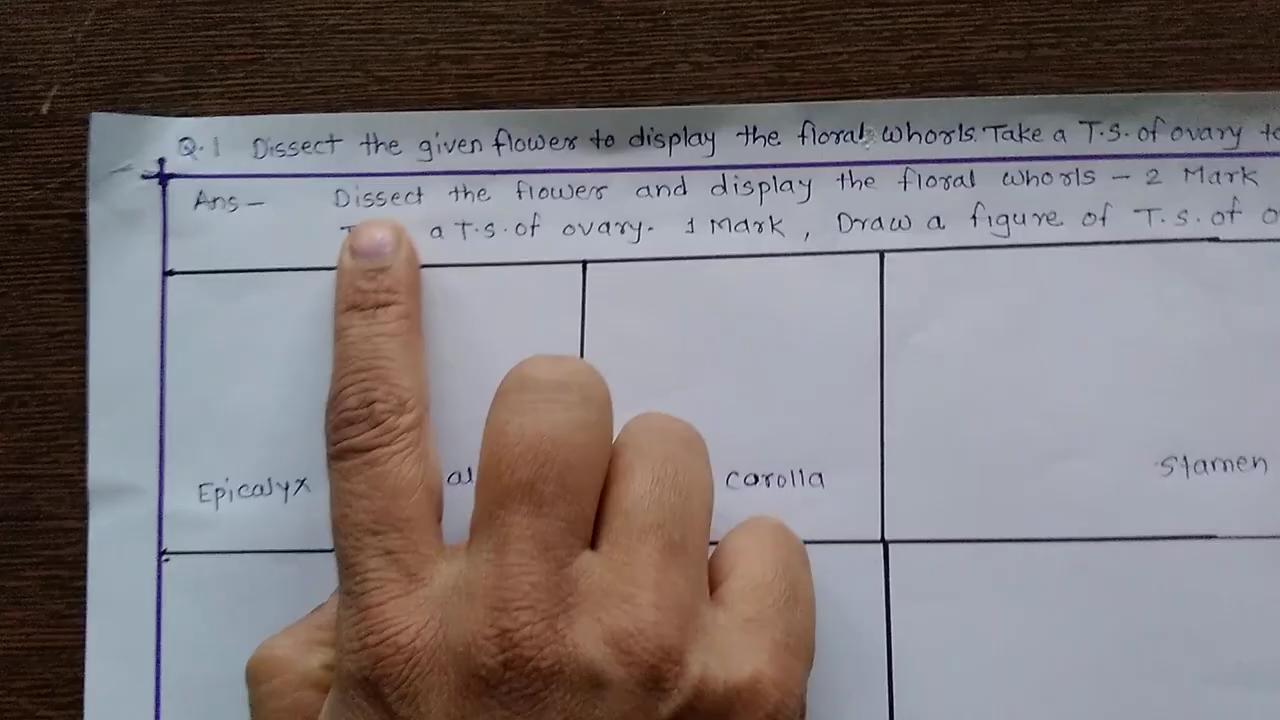 Q.1 Dissect the given flower to display the floral whorls. Take a T.S. of ovary to
Ans - Dissect the flower and display the floral whorls - 2 Mark
a T.S. of ovary. 1 Mark, Draw a figure of T.S. of
Epicalyx
corolla
Stamen